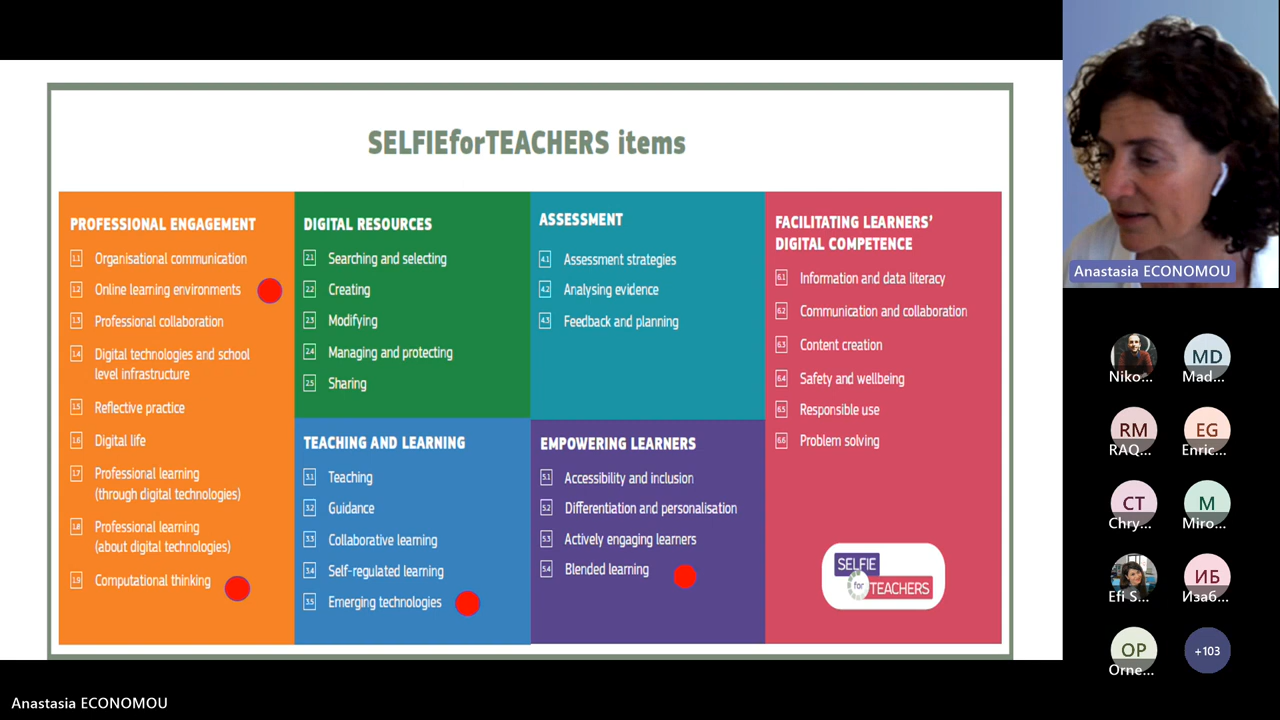 SELFIEforTEACHERS items
PROFESSIONAL ENGAGEMENT
1.1 Organisational communication
1.2 Online learning environments
1.3 Professional collaboration
1.4 Digital technologies and school
level infrastructure
1.5 Reflective practice
1.6 Digital life
1.7 Professional learning
(through digital technologies)
1.8 Professional learning
(about digital technologies)
1.9 Computational thinking
DIGITAL RESOURCES
2.1 Searching and selecting
2.2 Creating
2.3 Modifying
2.4 Managing and protecting
2.5 Sharing
TEACHING AND LEARNING
3.1 Teaching
3.2 Guidance
3.3 Collaborative learning
3.4 Self-regulated learning
3.5 Emerging technologies
ASSESSMENT
4.1 Assessment strategies
4.2 Analysing evidence
4.3 Feedback and planning
EMPOWERING LEARNERS
5.1 Accessibility and inclusion
5.2 Differentiation and personalisation
5.3 Actively engaging learners
5.4 Blended learning
FACILITATING LEARNERS'
DIGITAL COMPETENCE
6.1 Information and data literacy
6.2 Communication and collaboration
6.3 Content creation
6.4 Safety and wellbeing
6.5 Responsible use
6.6 Problem solving
SELFIE
for
TEACHERS
Anastasia ECONOMOU
MD
Niko... Mad...
RM EG
RAQ... Enric...
CT M
Chry... Miro...
ИБ
Efi S... Изаб...
OP +103
Orne...
Anastasia ECONOMOU